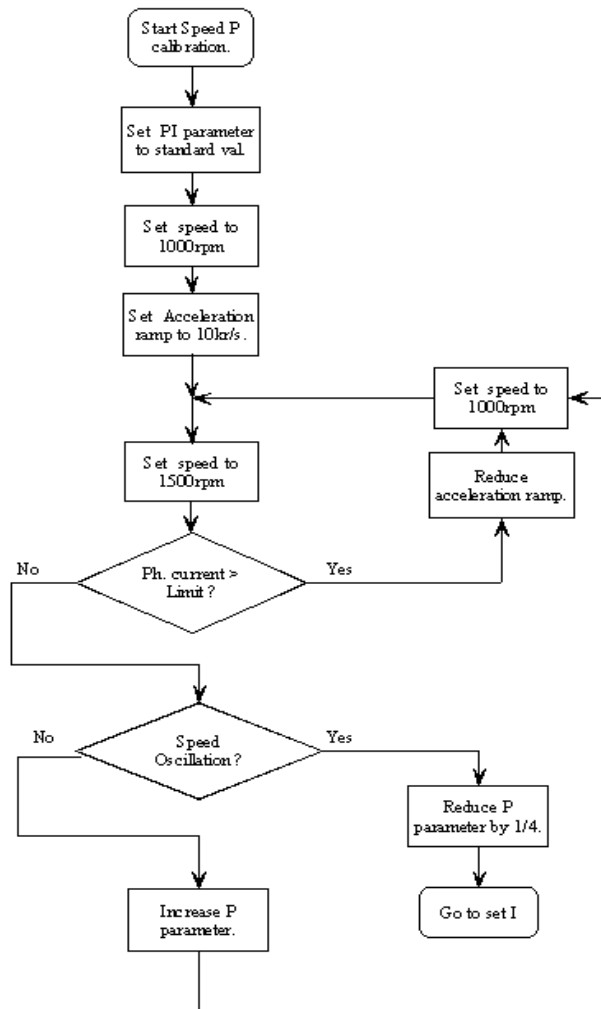 Start Speed P
calibration.
Set PI parameter
to standard val.
Set speed to
1000rpm
Set Acceleration
ramp to 10kr/s.
Set speed to
1000rpm
Set speed to
1500rpm
Reduce
acceleration ramp.
No
Ph. current >
Limit?
Yes
No
Speed
Oscillation?
Yes
Reduce P
parameter by 1/4.
Increase P
parameter.
Go to set I